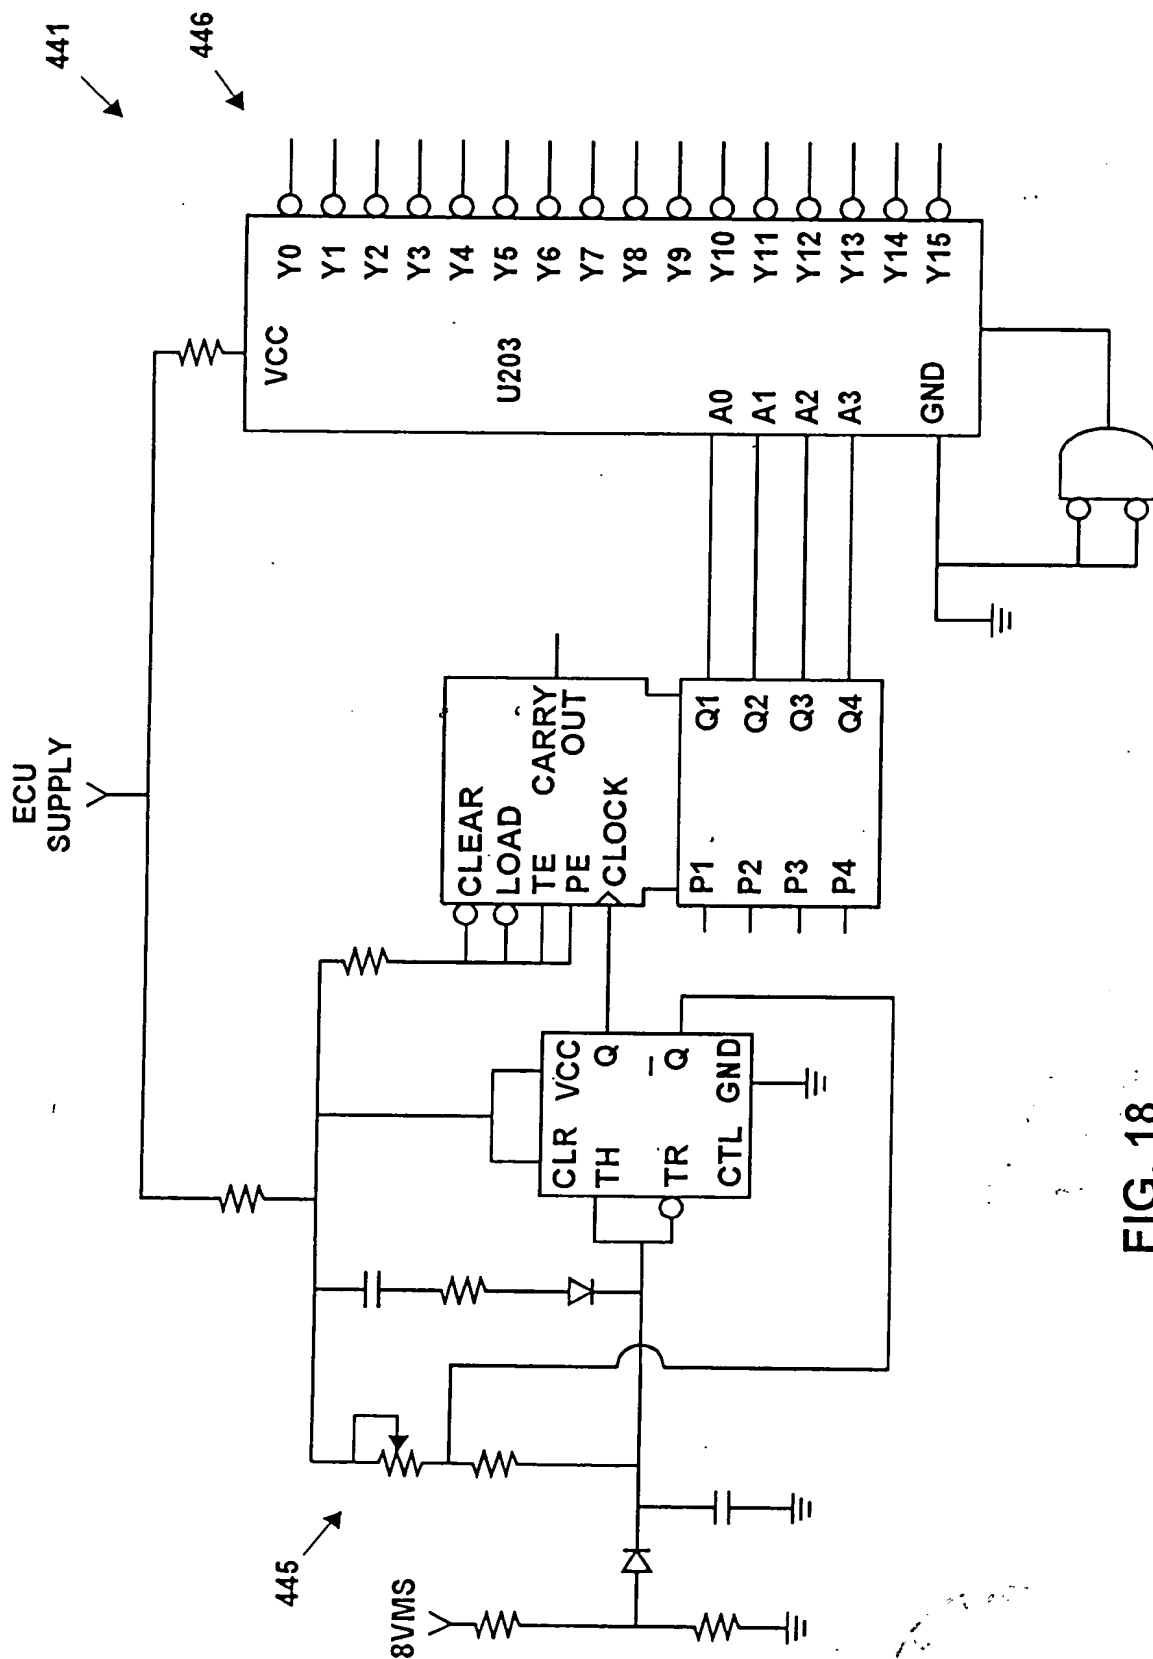 441
446
ECU
SUPPLY
VCC
Y0
Y1
Y2
Y3
Y4
Y5
Y6
Y7
Y8
Y9
Y10
Y11
Y12
Y13
Y14
Y15
U203
A0
A1
A2
A3
GND
CLEAR
LOAD
TE
PE
CARRY
OUT
CLOCK
P1
P2
P3
P4
Q1
Q2
Q3
Q4
CLR
VCC
TH
Q
TR
Q
CTL
GND
445
8VMS
FIG. 18